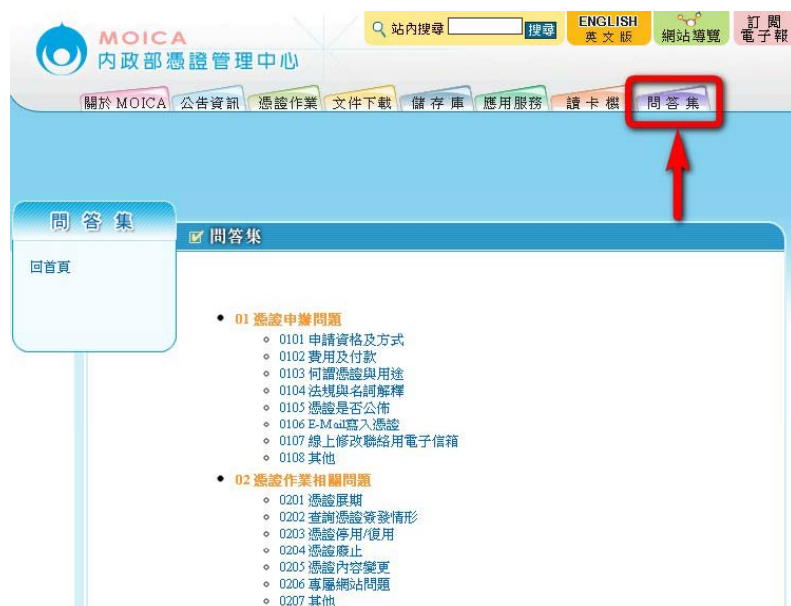 MOICA
內政部憑證管理中心
站內搜尋 搜尋
ENGLISH
英文版
網站導覽
訂閱
電子報
關於 MOICA 公告資訊 憑證作業 文件下載 儲存庫 應用服務 讀卡機 問答集
問答集
回首頁
問答集
01 憑證申辦問題
0101 申請資格及方式
0102 費用及付款
0103 何謂憑證與用途
0104 法規與名詞解釋
0105 憑證是否公佈
0106 E-Mail寫入憑證
0107 線上修改聯絡用電子信箱
0108 其他
02 憑證作業相關問題
0201 憑證展期
0202 查詢憑證簽發情形
0203 憑證停用/復用
0204 憑證廢止
0205 憑證內容變更
0206 專屬網站問題
0207 其他